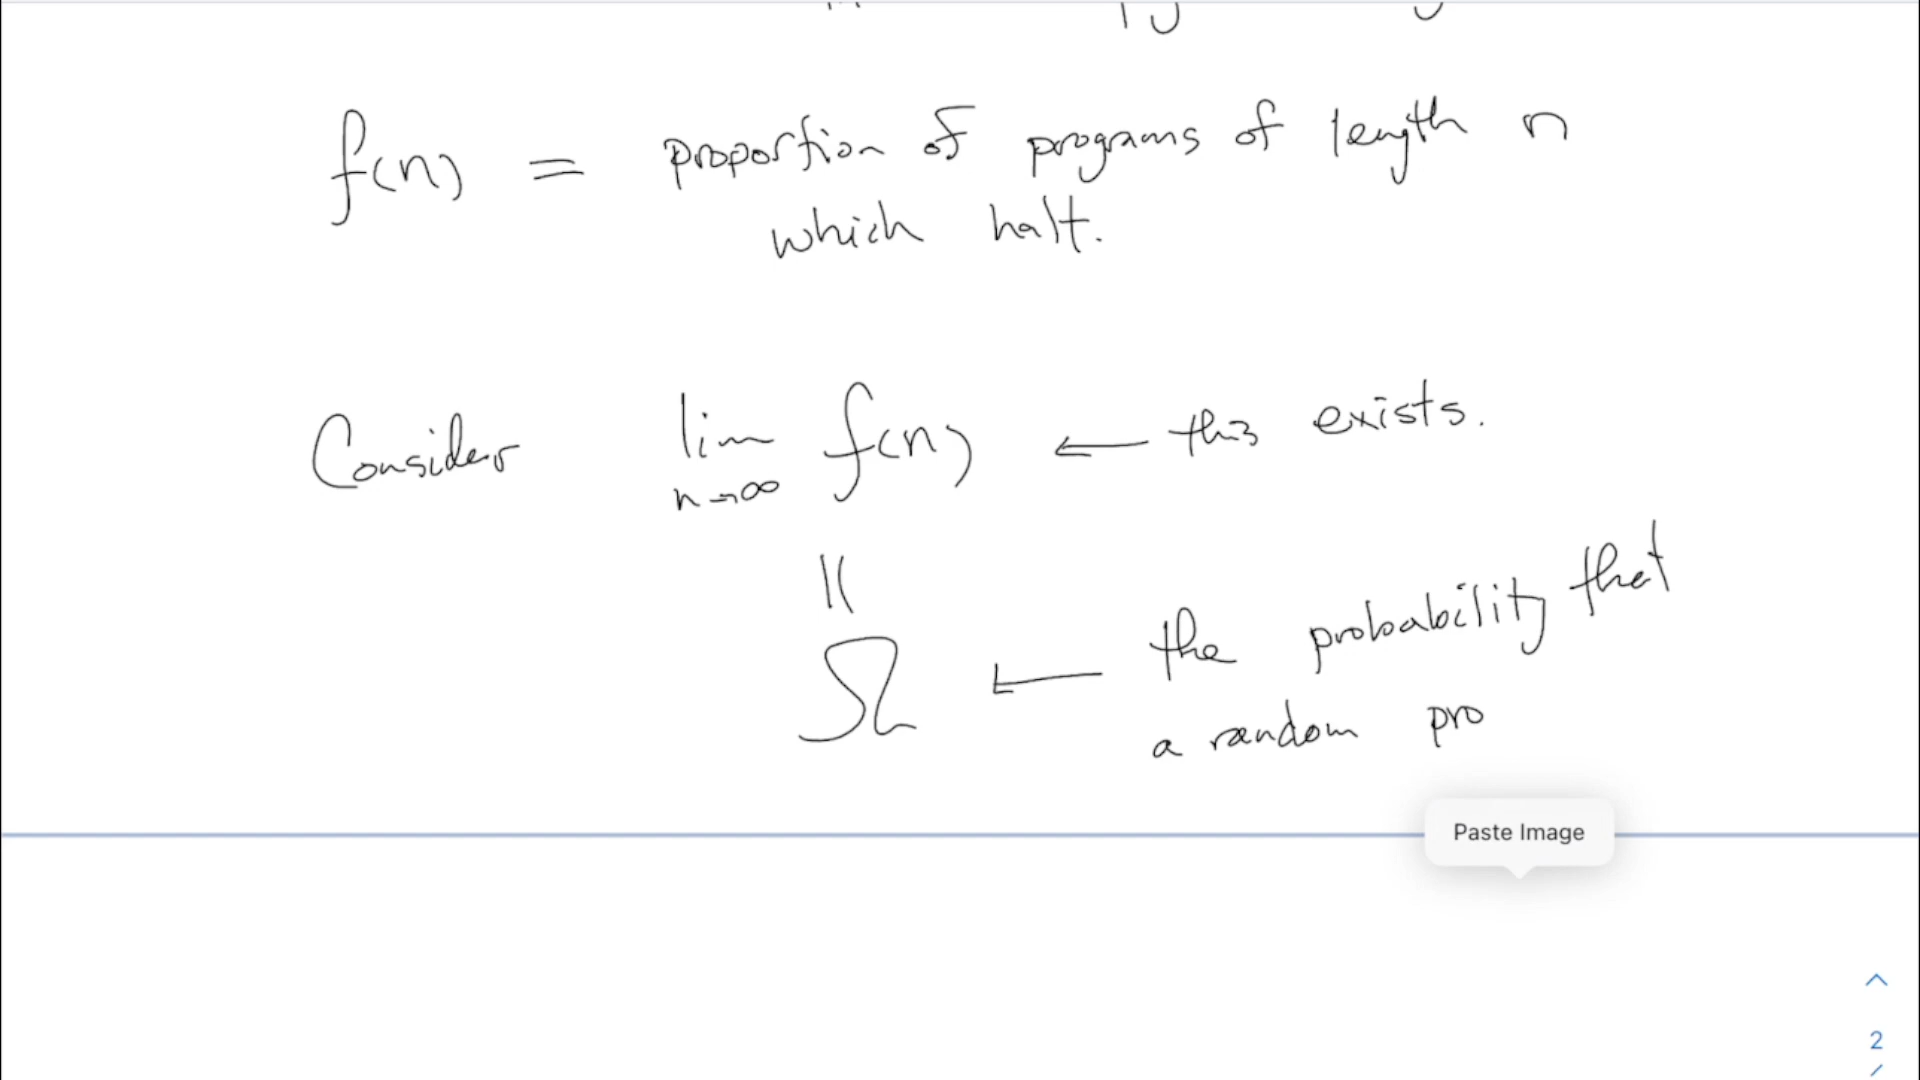 f(n) = proportion of programs of length n
which halt.
Consider lim f(n) ← this exists.
n→∞
||
Ω ← the probability that
a random pro
Paste Image
2